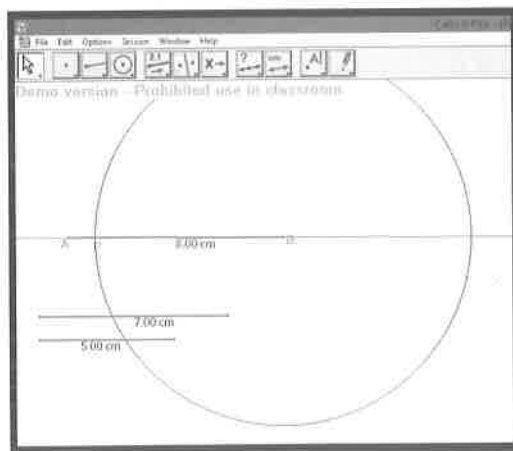 File Edit Options Session Window Help
Demo version - Prohibited use in classroom
A
8.00 cm
7.00 cm
5.00 cm